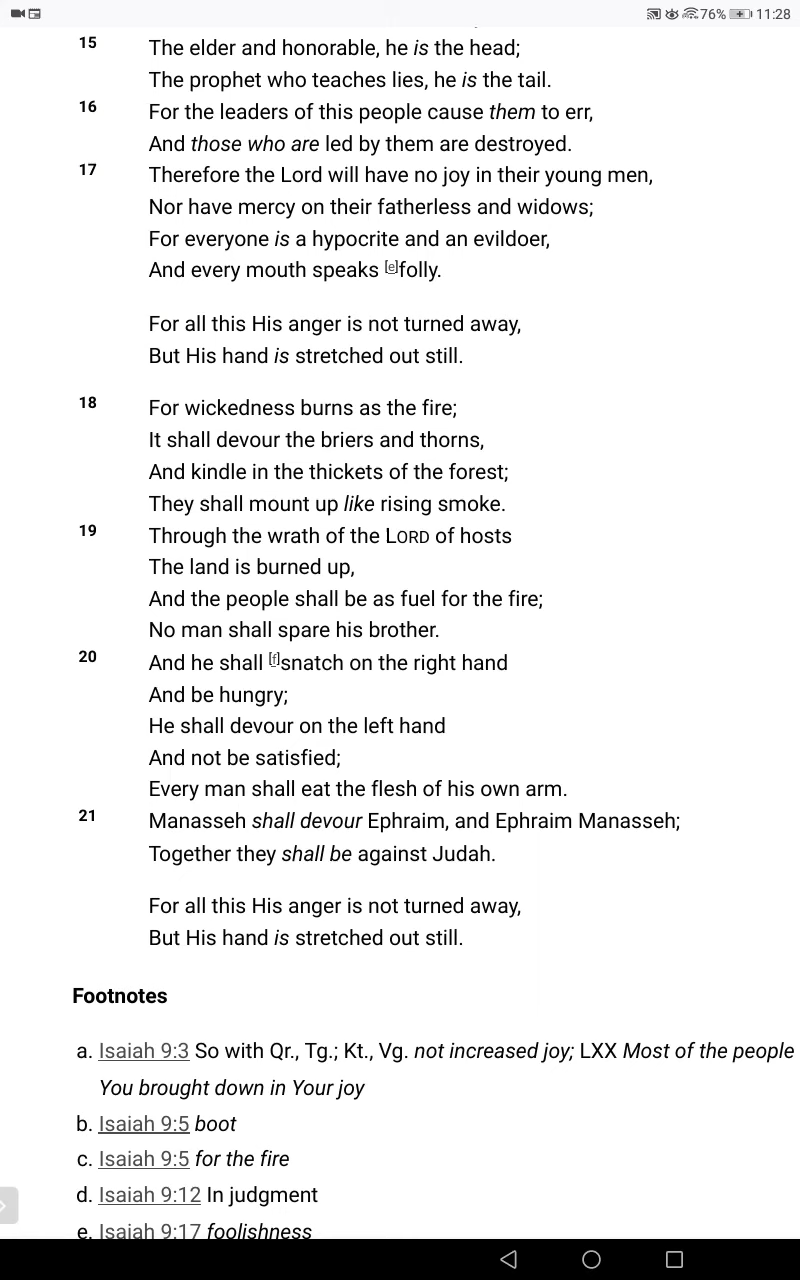 76% 11:28
15 The elder and honorable, he is the head;
The prophet who teaches lies, he is the tail.
16 For the leaders of this people cause them to err,
And those who are led by them are destroyed.
17 Therefore the Lord will have no joy in their young men,
Nor have mercy on their fatherless and widows;
For everyone is a hypocrite and an evildoer,
And every mouth speaks [e]folly.
For all this His anger is not turned away,
But His hand is stretched out still.
18 For wickedness burns as the fire;
It shall devour the briers and thorns,
And kindle in the thickets of the forest;
They shall mount up like rising smoke.
19 Through the wrath of the LORD of hosts
The land is burned up,
And the people shall be as fuel for the fire;
No man shall spare his brother.
20 And he shall [f]snatch on the right hand
And be hungry;
He shall devour on the left hand
And not be satisfied;
Every man shall eat the flesh of his own arm.
21 Manasseh shall devour Ephraim, and Ephraim Manasseh;
Together they shall be against Judah.
For all this His anger is not turned away,
But His hand is stretched out still.
Footnotes
a. Isaiah 9:3 So with Qr., Tg.; Kt., Vg. not increased joy; LXX Most of the people
You brought down in Your joy
b. Isaiah 9:5 boot
c. Isaiah 9:5 for the fire
d. Isaiah 9:12 In judgment
e. Isaiah 9:17 foolishness